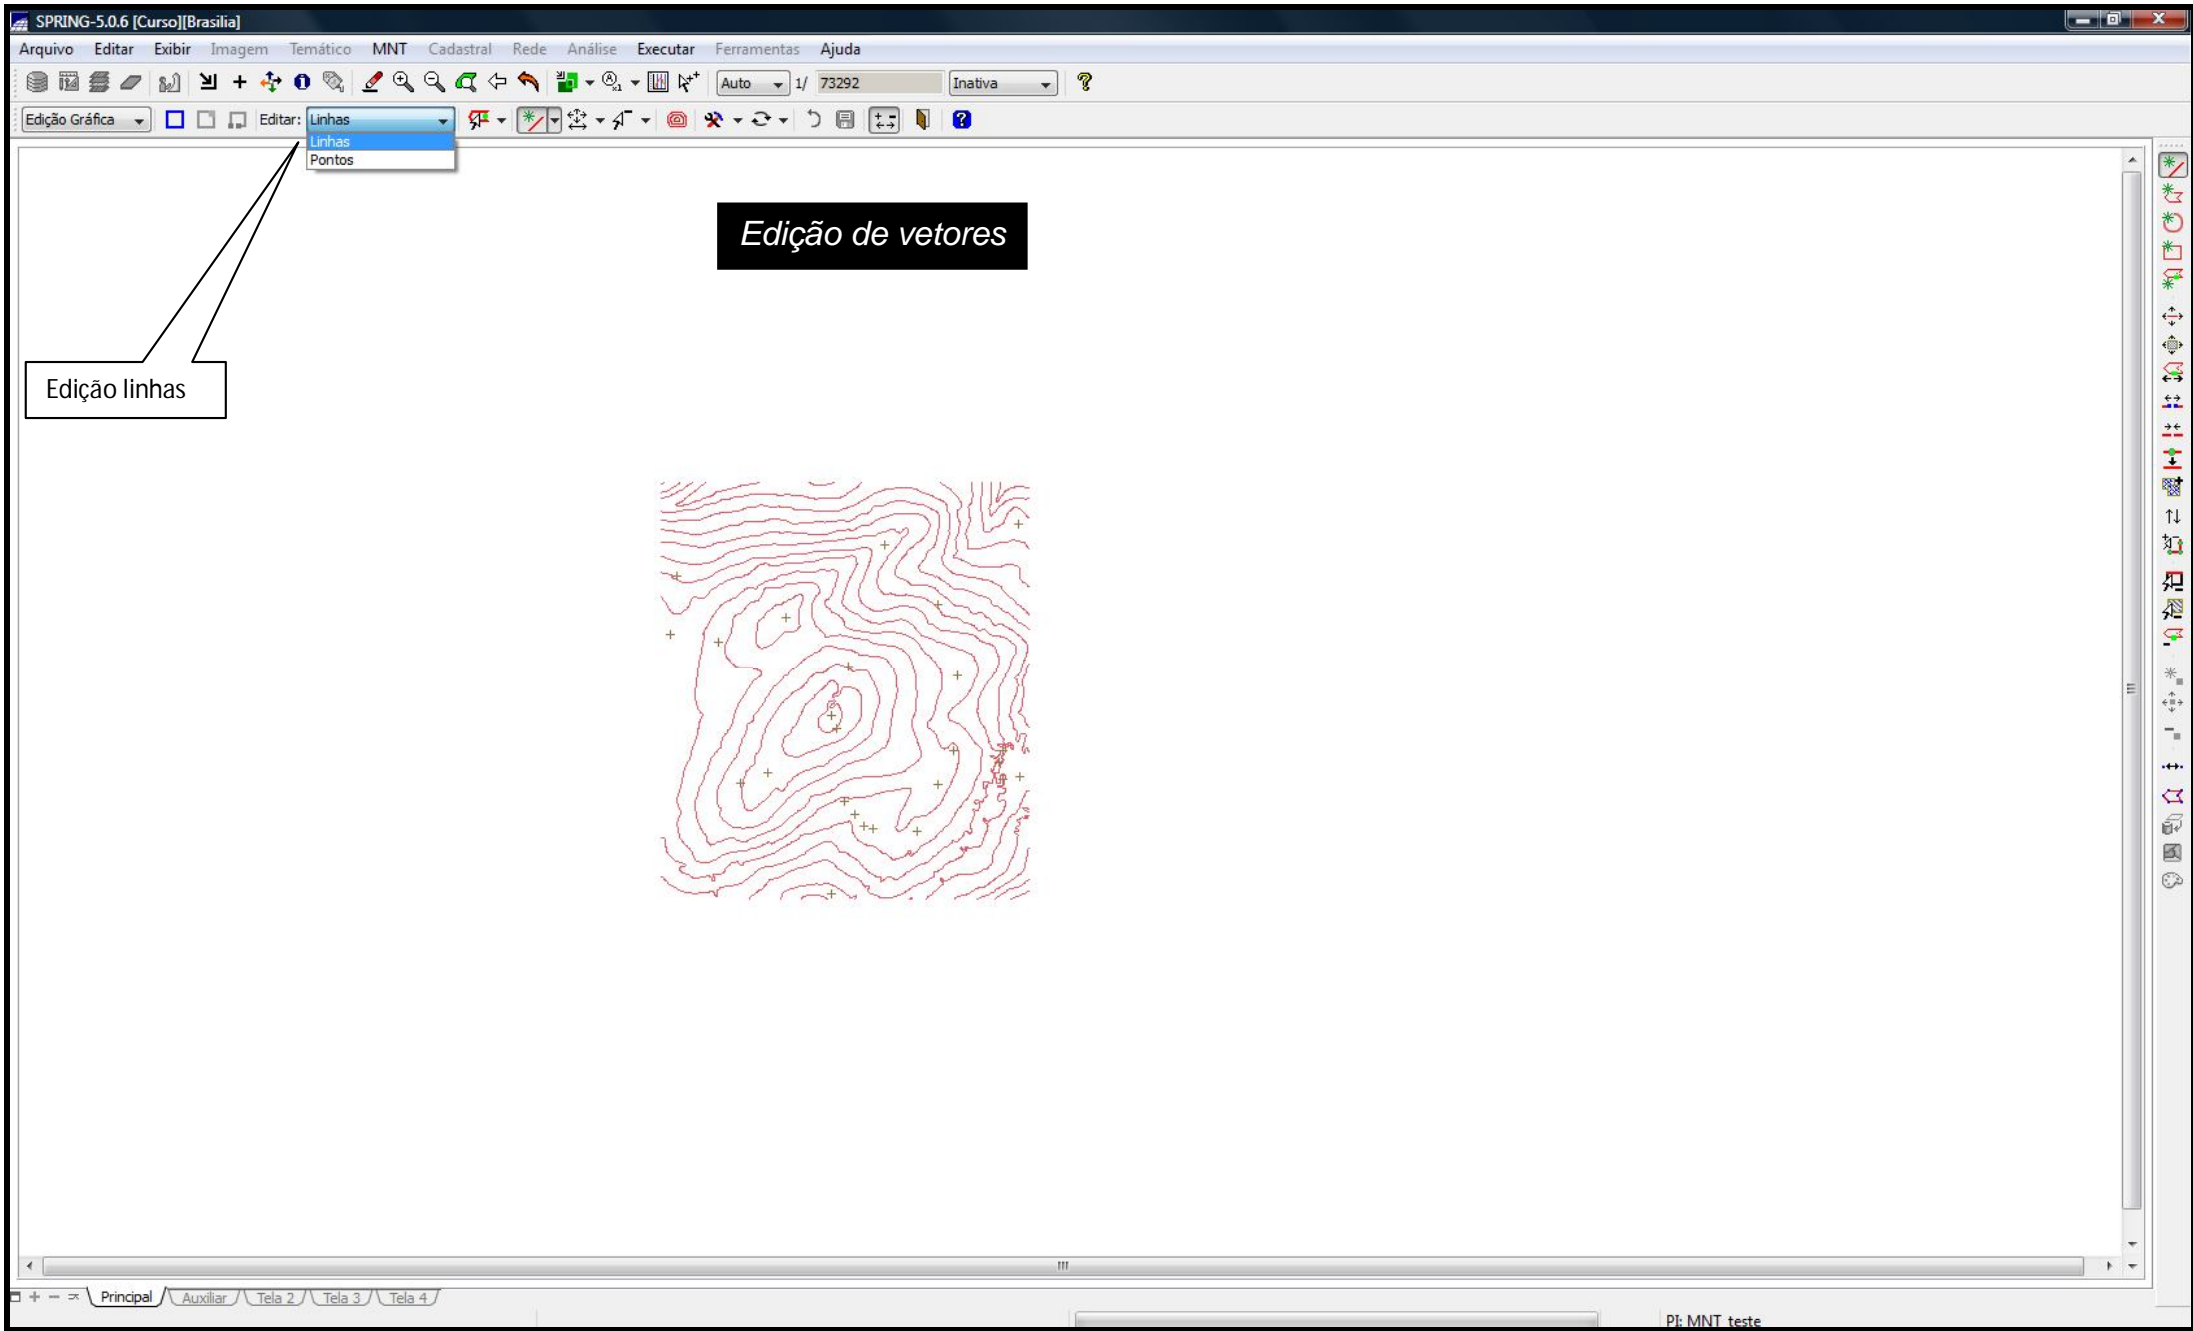 SPRING-5.0.6 [Curso][Brasilia]
Arquivo Editar Exibir Imagem Temático MNT Cadastral Rede Análise Executar Ferramentas Ajuda
Auto 1/ 73292 Inativa
Edição Gráfica Editar: Linhas
Linhas
Pontos
Edição de vetores
Edição linhas
Principal Auxiliar Tela 2 Tela 3 Tela 4
PI: MNT_teste